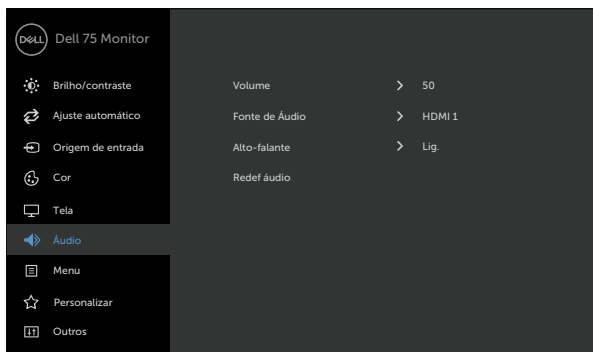 DELL Dell 75 Monitor
Brilho/contraste
Volume 50
Ajuste automático
Fonte de Áudio HDMI 1
Origem de entrada
Alto-falante Lig.
Cor
Redef áudio
Tela
Áudio
Menu
Personalizar
Outros